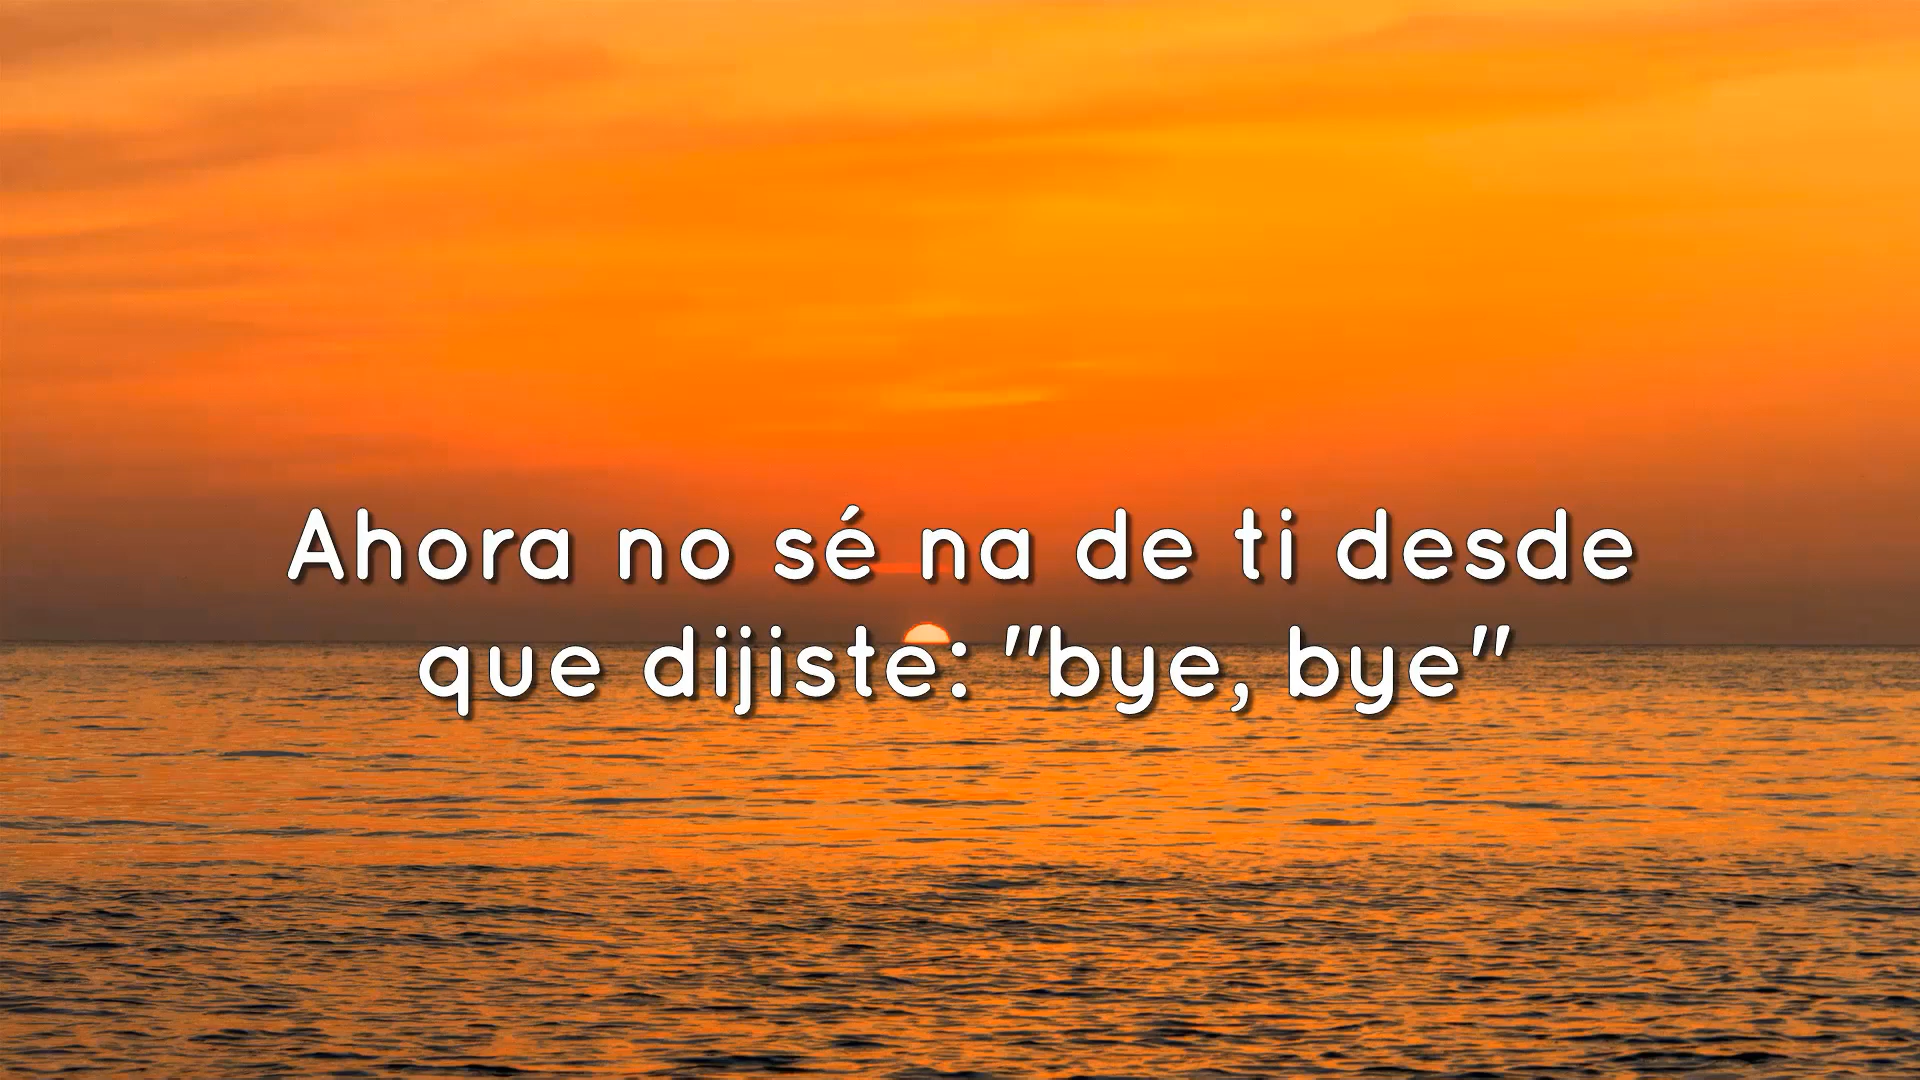 Ahora no sé na de ti desde
que dijiste: "bye, bye"